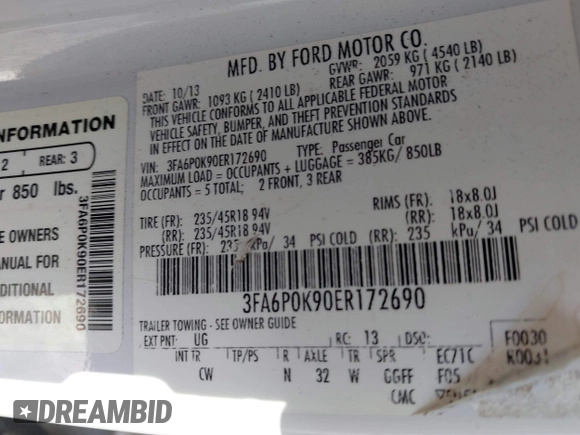 MFD. BY FORD MOTOR CO.
DATE: 10/13 GVWR: 2059 KG (4540 LB)
FRONT GAWR: 1093 KG (2410 LB) REAR GAWR: 971 KG (2140 LB)
THIS VEHICLE CONFORMS TO ALL APPLICABLE FEDERAL MOTOR
VEHICLE SAFETY, BUMPER, AND THEFT PREVENTION STANDARDS
IN EFFECT ON THE DATE OF MANUFACTURE SHOWN ABOVE.
VIN: 3FA6P0K90ER172690 TYPE: Passenger Car
MAXIMUM LOAD = OCCUPANTS + LUGGAGE = 385KG/ 850LB
OCCUPANTS = 5 TOTAL; 2 FRONT, 3 REAR
TIRE (FR): 235/45R18 94V RIMS (FR): 18x8.0J
(RR): 235/45R18 94V (RR): 18x8.0J
PRESSURE (FR): 235 kPa/ 34 PSI COLD (RR): 235 kPa/ 34 PSI COLD
3FA6P0K90ER172690
TRAILER TOWING - SEE OWNER GUIDE
EXT PNT: UG RC: 13 DSO: F0030
INT TR TP/PS R AXLE TR SPR EC71C R0031
CW N 32 W GGFF F05
CMC
INFORMATION
2 REAR: 3
r 850 lbs.
E OWNERS
ANUAL FOR
DDITIONAL
FORMATION
3FA6P0K90ER172690
DREAMBID